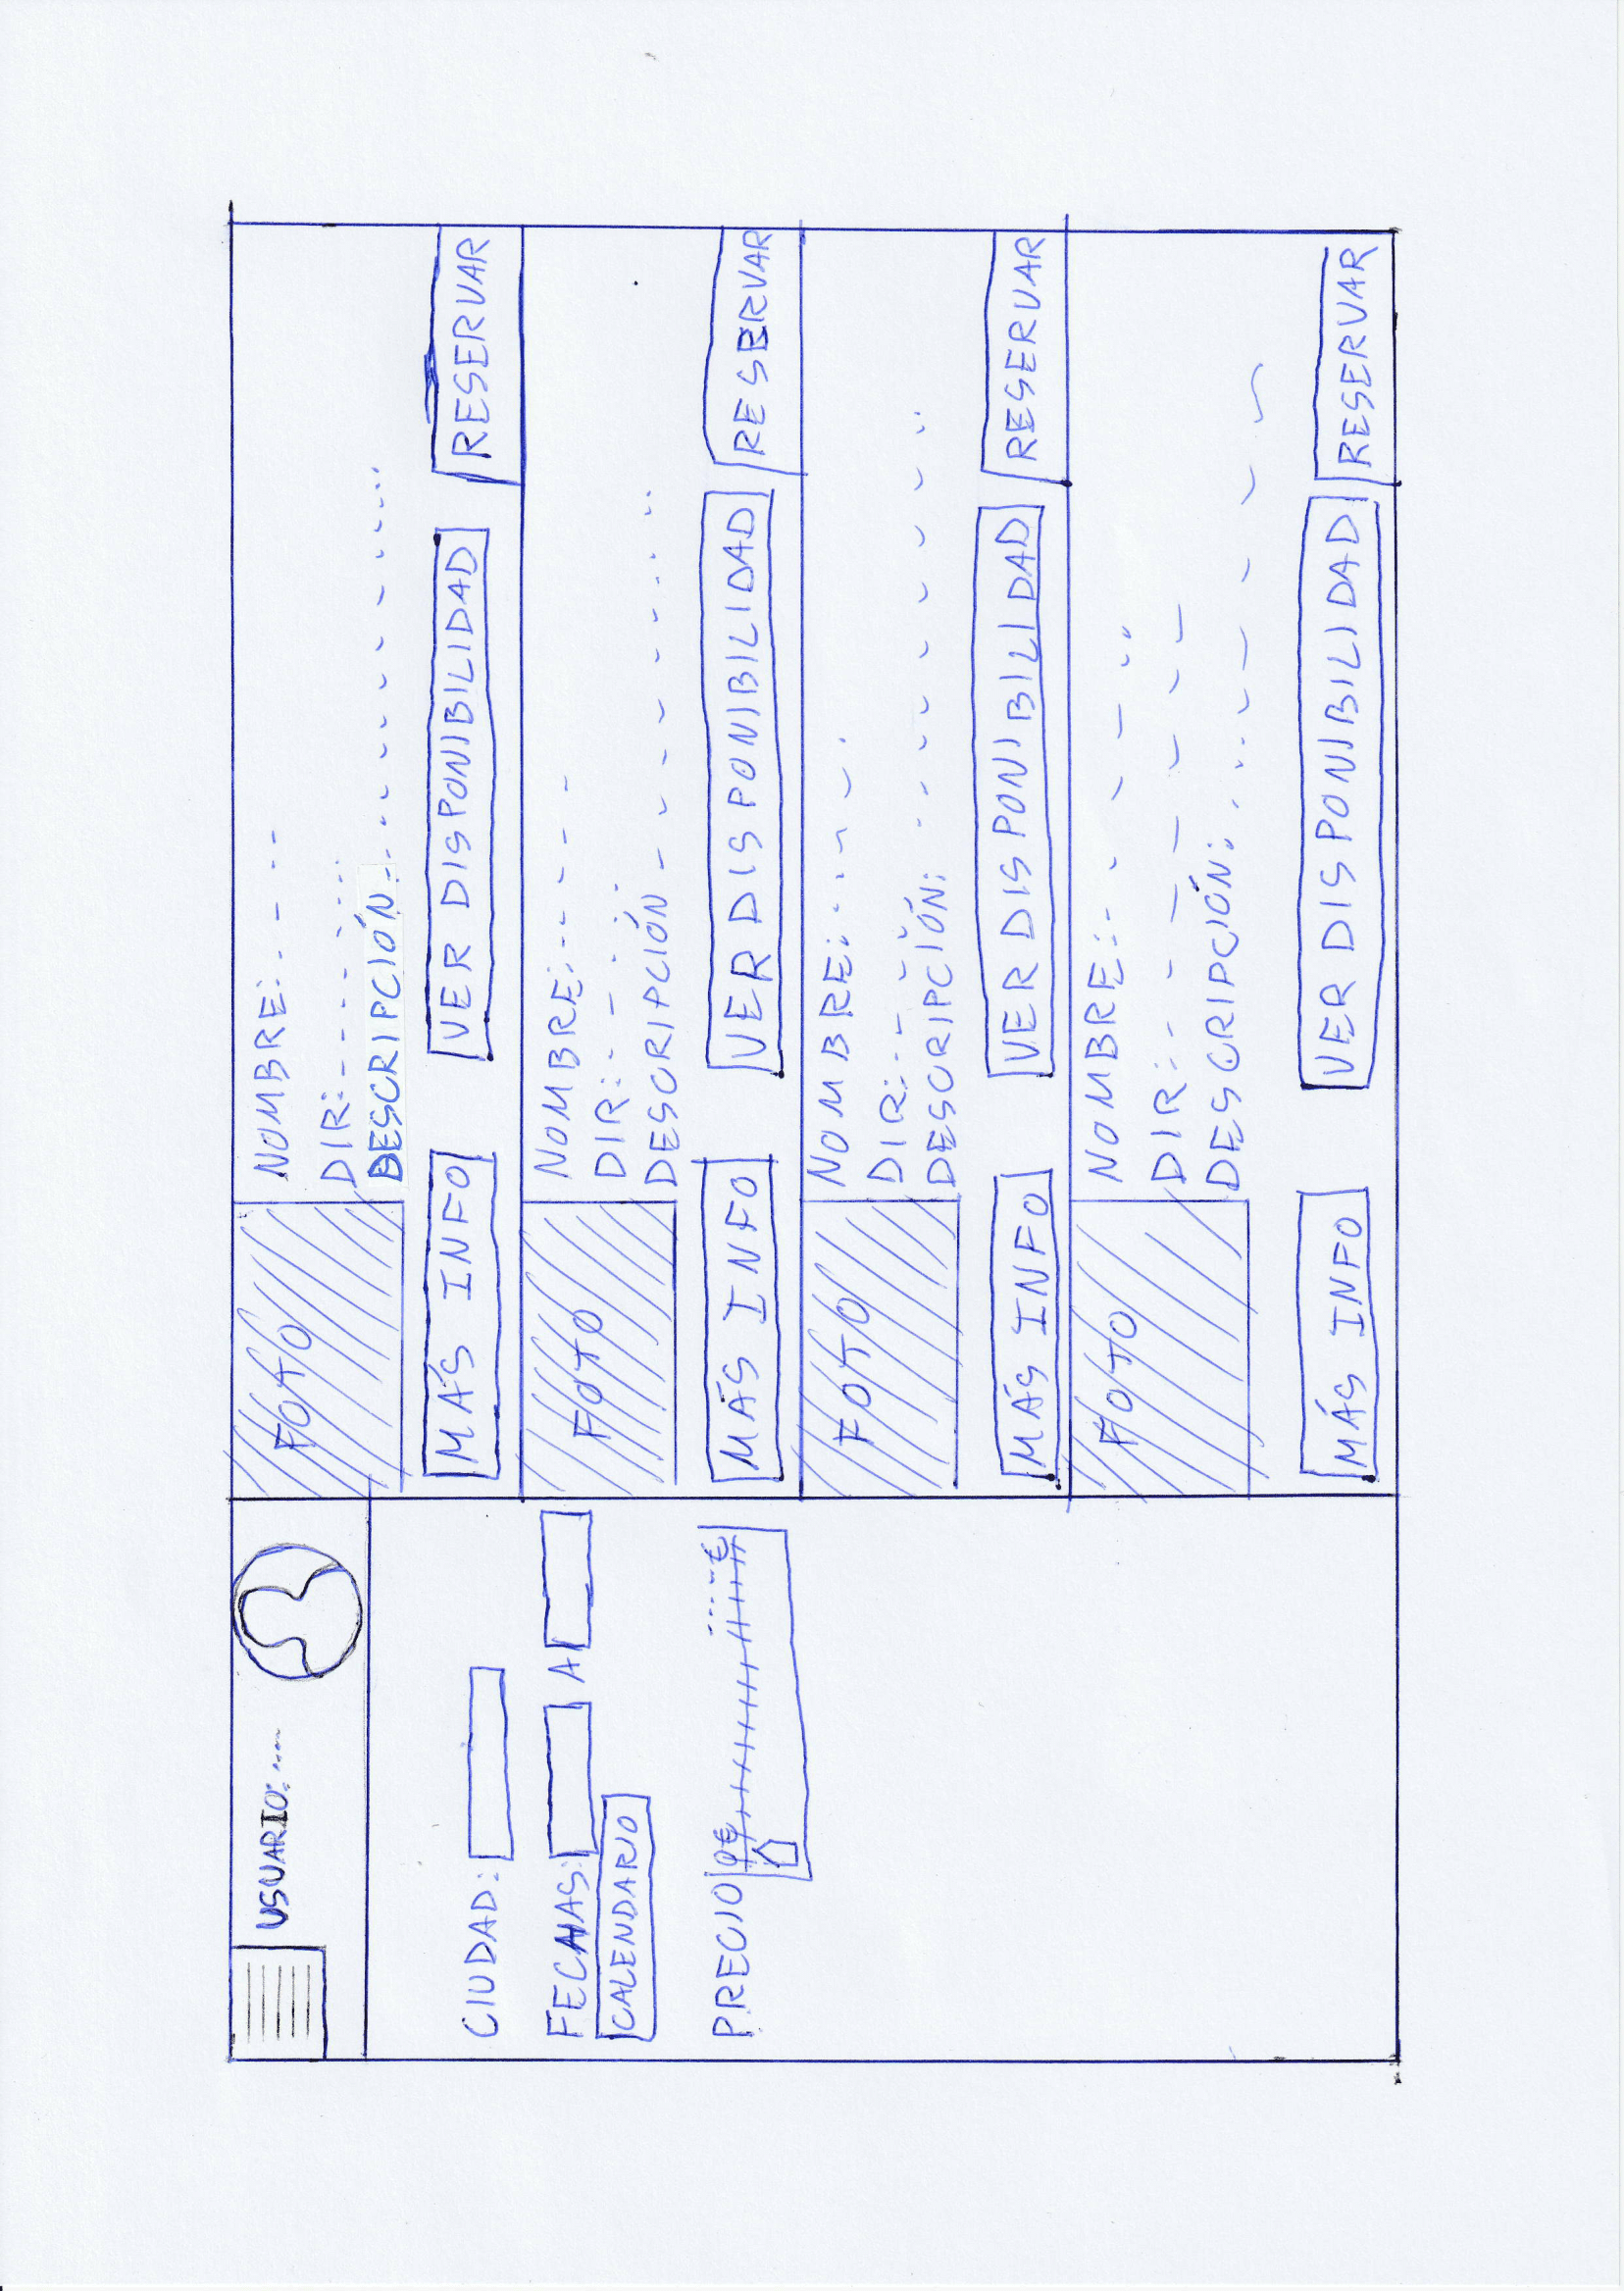 USUARIO:....
CIUDAD:
FECHAS: A
CALENDARIO
PRECIO 0€ ....€
FOTO
NOMBRE:
DIR:
DESCRIPCIÓN
MÁS INFO
VER DISPONIBILIDAD
RESERVAR
FOTO
NOMBRE:
DIR:
DESCRIPCIÓN
MÁS INFO
VER DISPONIBILIDAD
RESERVAR
FOTO
NOMBRE:
DIR:
DESCRIPCIÓN:
MÁS INFO
VER DISPONIBILIDAD
RESERVAR
FOTO
NOMBRE:
DIR:
DESCRIPCIÓN:
MÁS INFO
VER DISPONIBILIDAD
RESERVAR